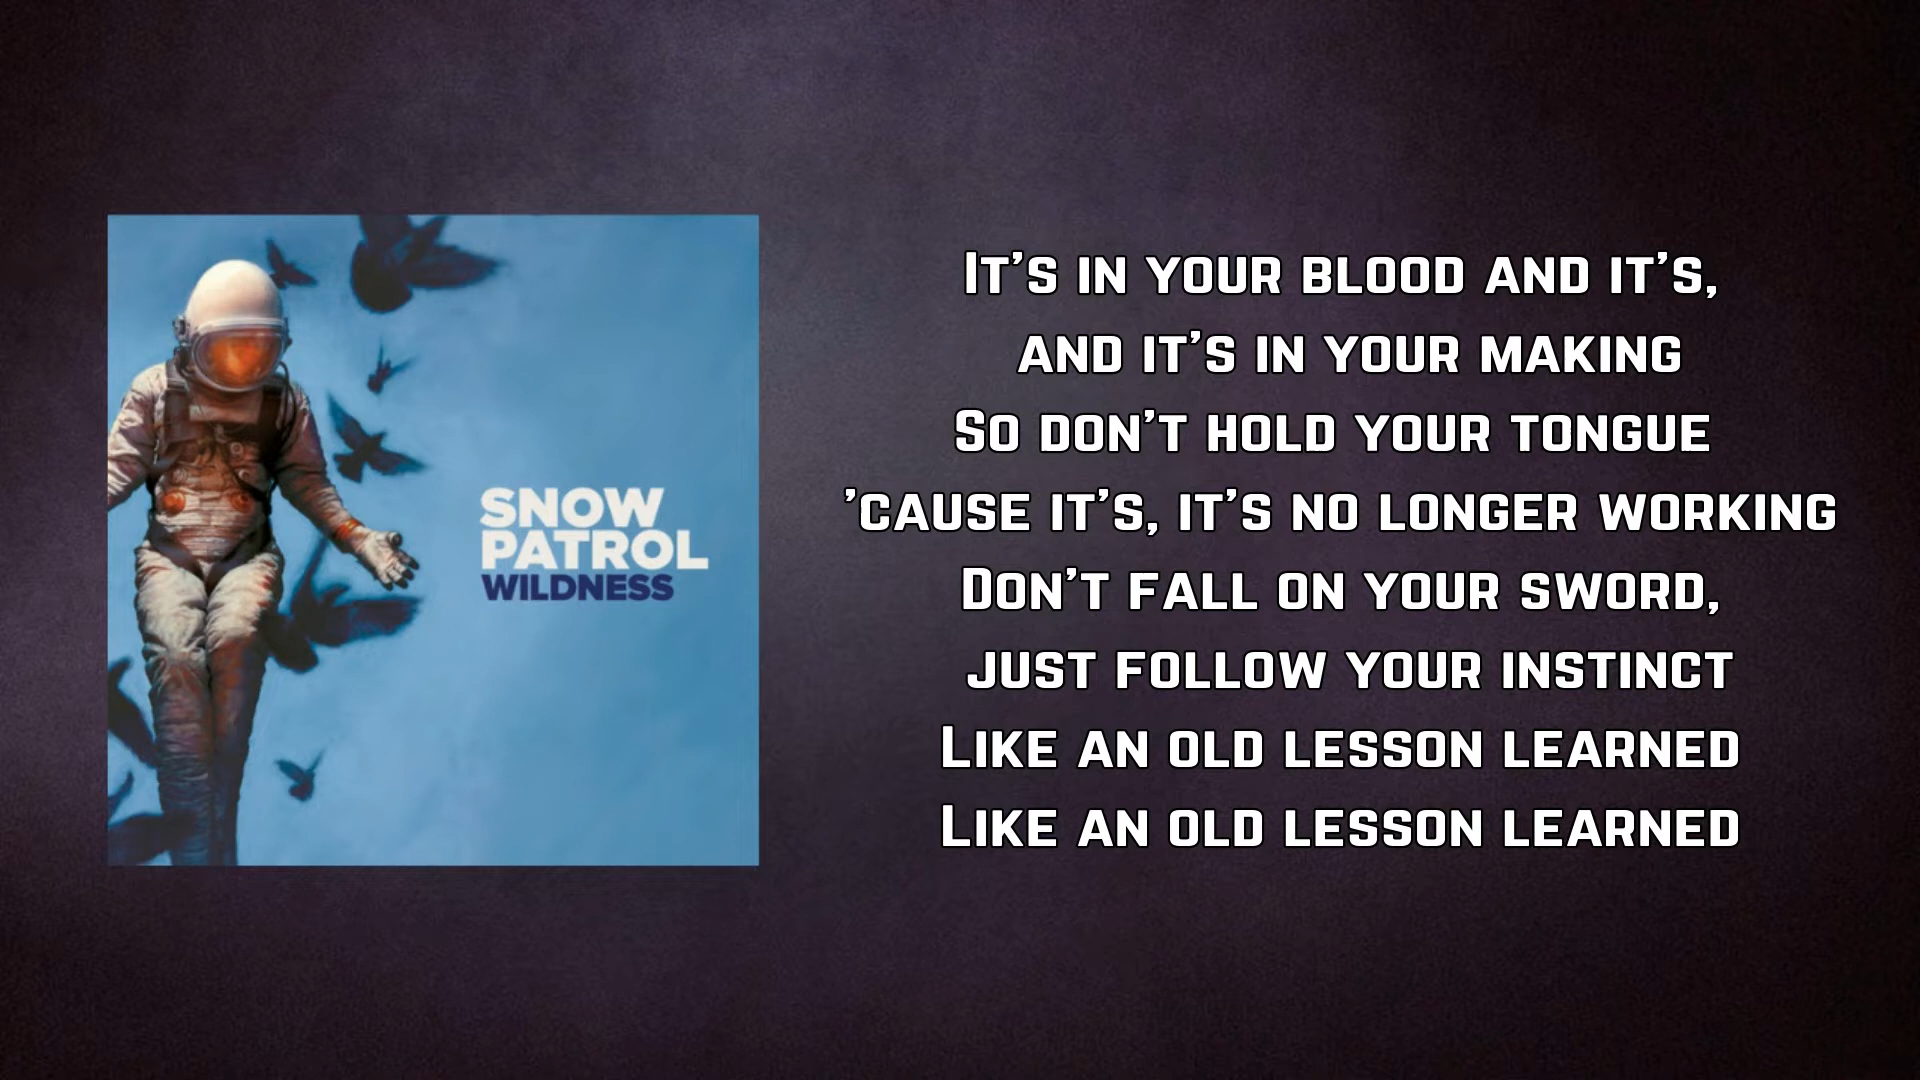 SNOW
PATROL
WILDNESS
It's in your blood and it's,
and it's in your making
So don't hold your tongue
'cause it's, it's no longer working
Don't fall on your sword,
just follow your instinct
Like an old lesson learned
Like an old lesson learned